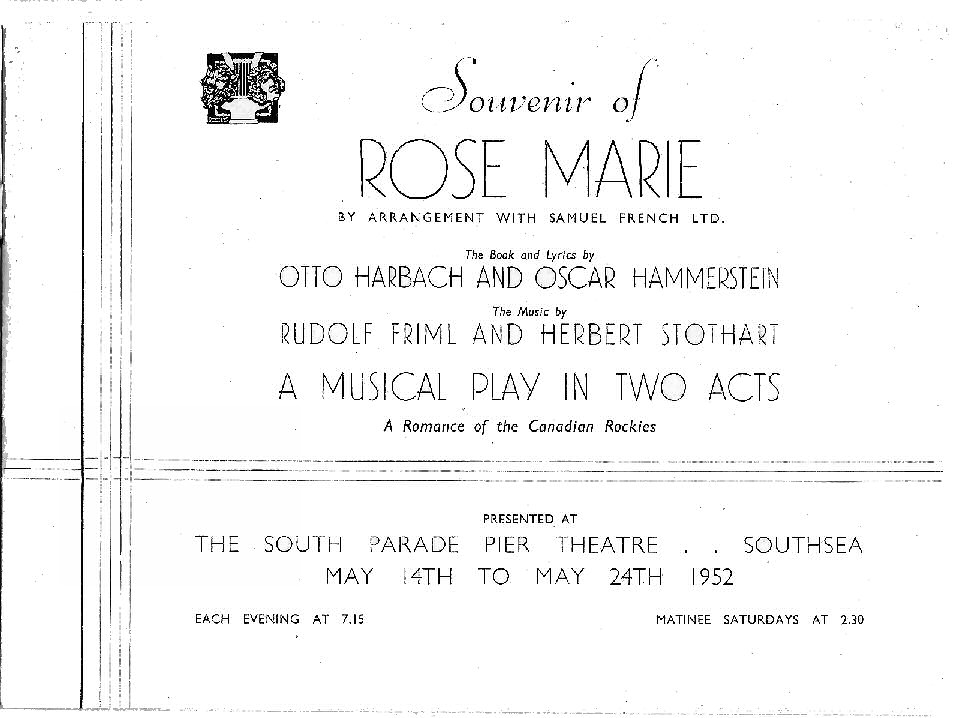 Souvenir of
ROSE MARIE
BY ARRANGEMENT WITH SAMUEL FRENCH LTD.
The Book and Lyrics by
OTTO HARBACH AND OSCAR HAMMERSTEIN
The Music by
RUDOLF FRIML AND HERBERT STOTHART
A MUSICAL PLAY IN TWO ACTS
A Romance of the Canadian Rockies
PRESENTED AT
THE SOUTH PARADE PIER THEATRE . . SOUTHSEA
MAY 14TH TO MAY 24TH 1952
EACH EVENING AT 7.15 MATINEE SATURDAYS AT 2.30